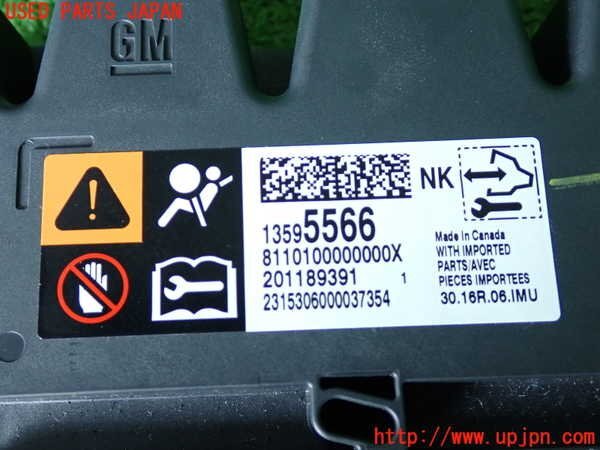 USED PARTS JAPAN
GM
NK
13595566
8110100000000X
201189391 1
2315306000037354
Made in Canada
WITH IMPORTED
PARTS/AVEC
PIECES IMPORTEES
30.16R.06.IMU
http://www.upjpn.com